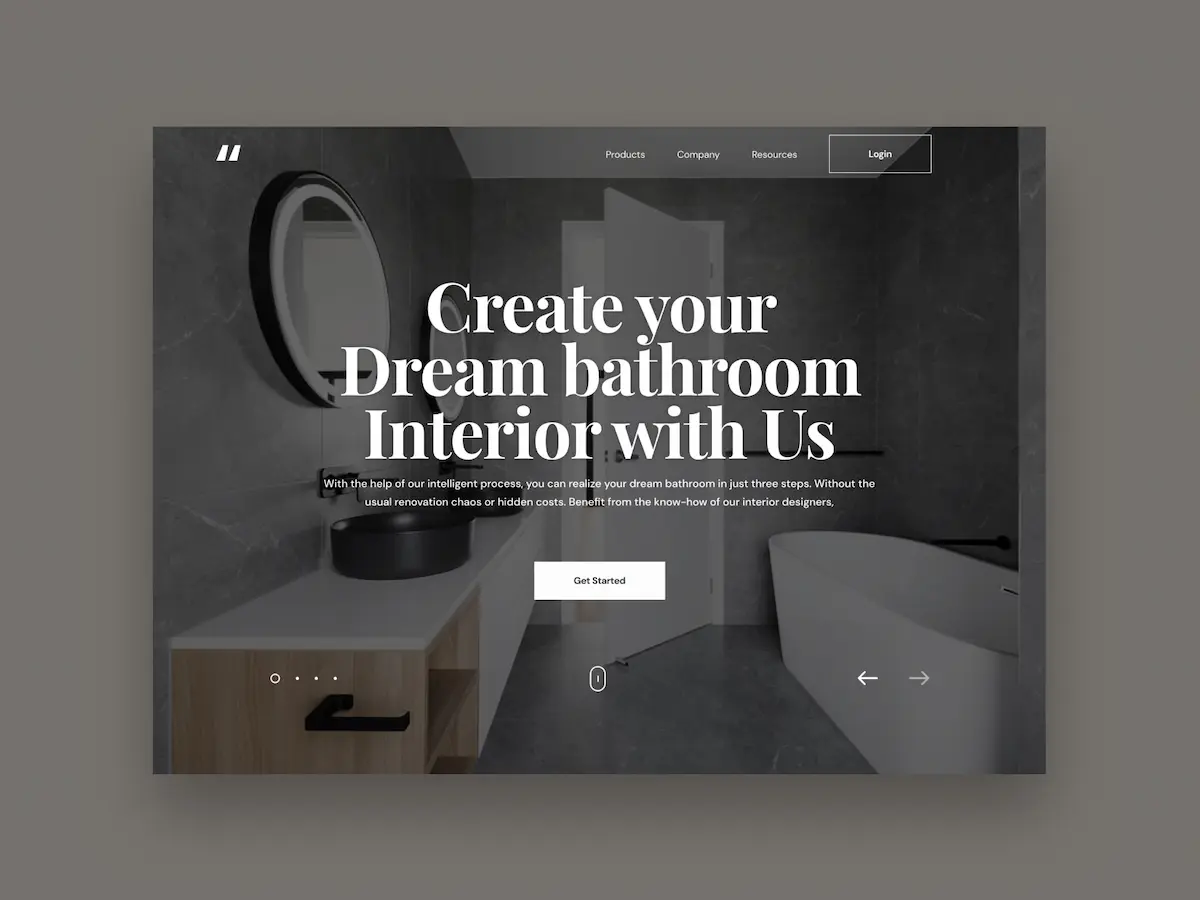 Products Company Resources Login
Create your
Dream bathroom
Interior with Us
With the help of our intelligent process, you can realize your dream bathroom in just three steps. Without the
usual renovation chaos or hidden costs. Benefit from the know-how of our interior designers,
Get Started